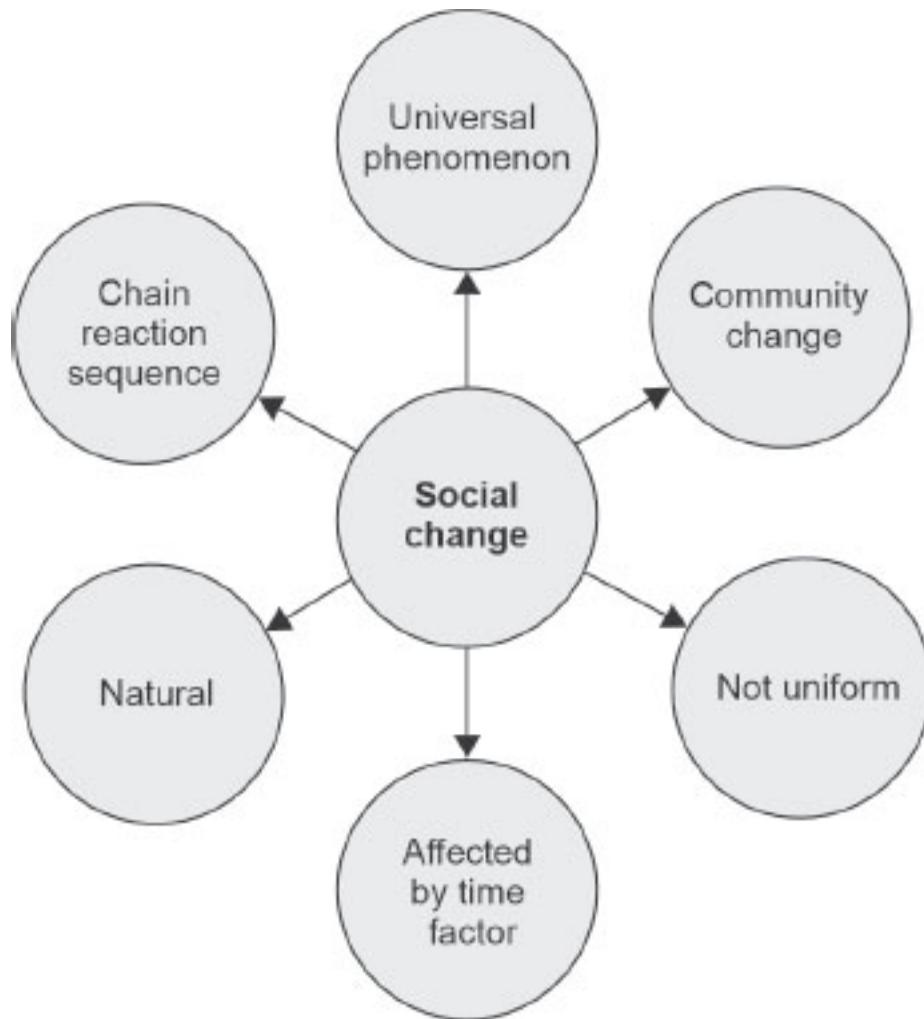 Universal
phenomenon
Community
change
Chain
reaction
sequence
Social
change
Natural
Not uniform
Affected
by time
factor